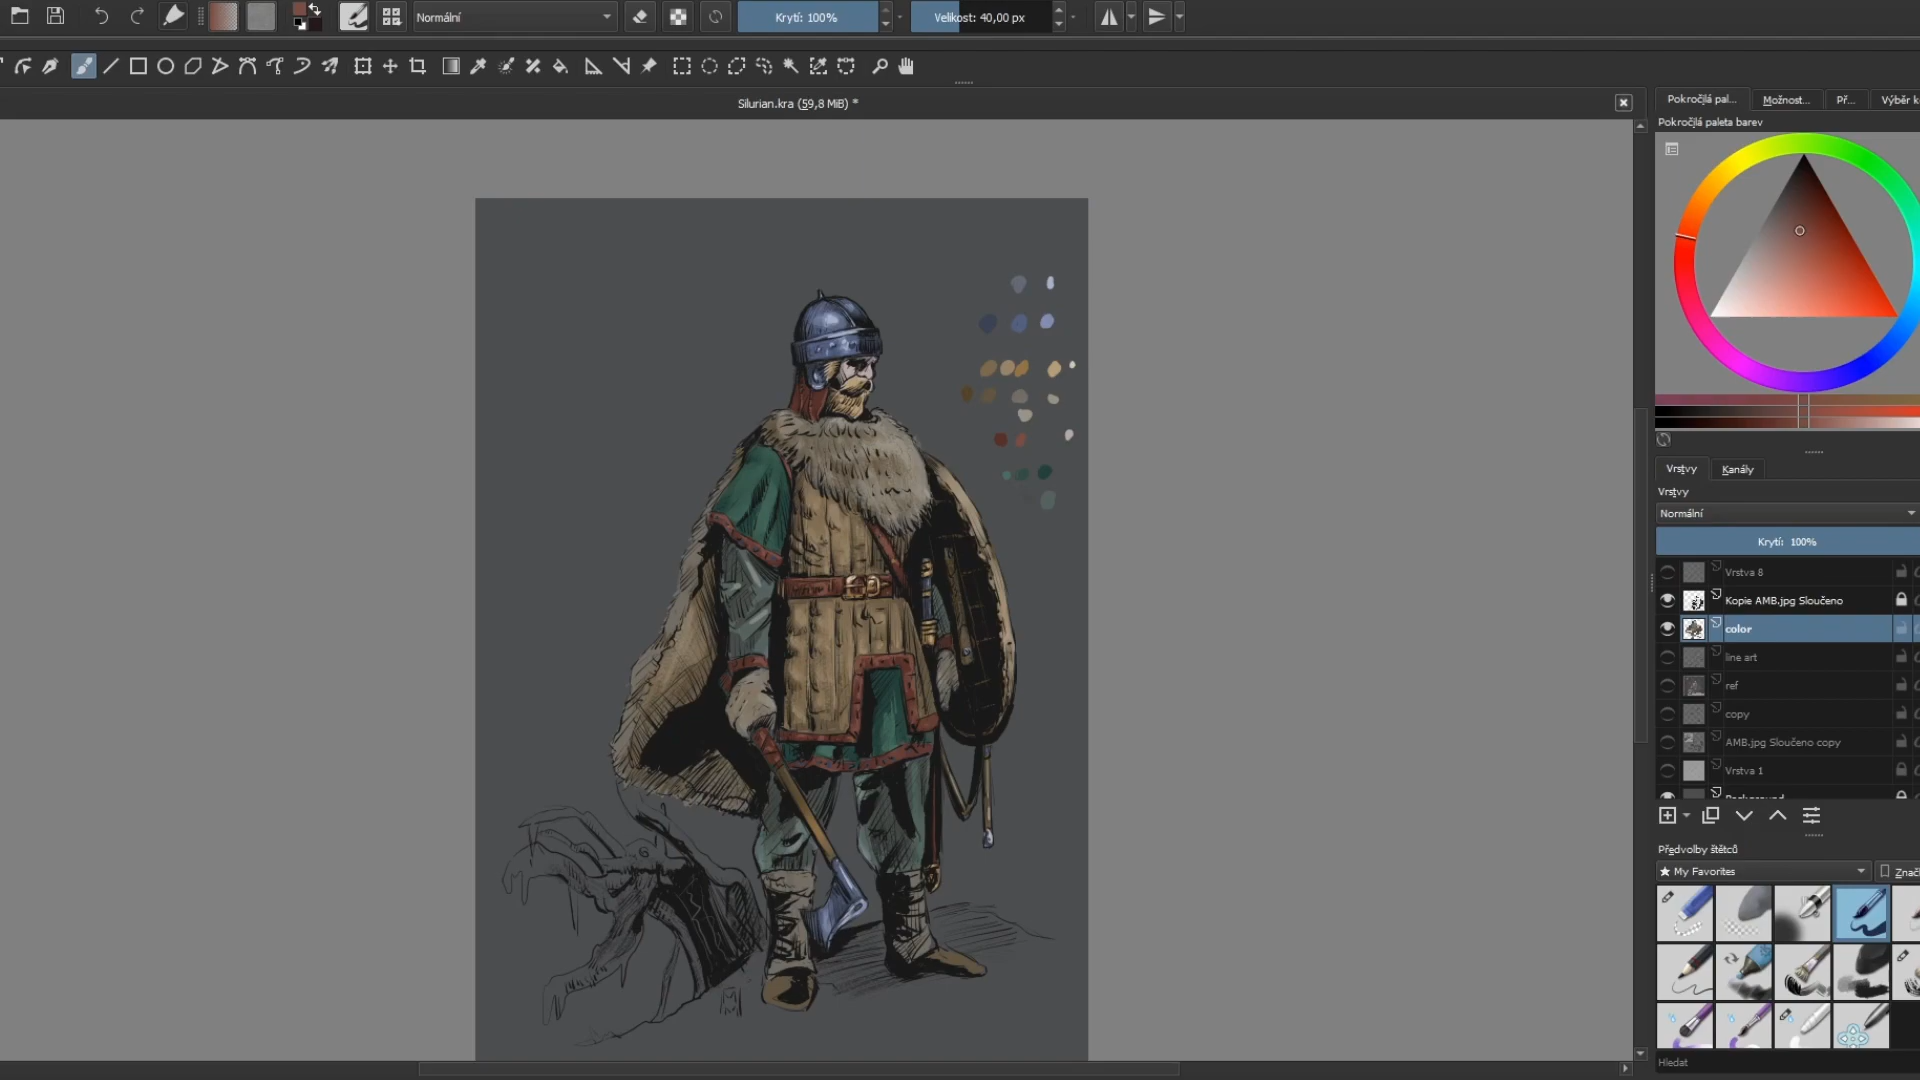 Normální
Krytí: 100%
Velikost: 40,00 px
Silurian.kra (59,8 MiB) *
Pokročilá pal...
Možnost...
Př...
Pokročilá paleta barev
Vrstvy
Kanály
Vrstvy
Normální
Krytí: 100%
Vrstva 8
Kopie AMB.jpg Sloučeno
color
line art
ref
copy
AMB.jpg Sloučeno copy
Vrstva 1
Background
Předvolby štětců
★ My Favorites
Hledat